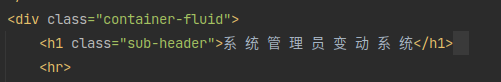 <div class="container-fluid">
<h1 class="sub-header">系 统 管 理 员 变 动 系 统</h1>
<hr>